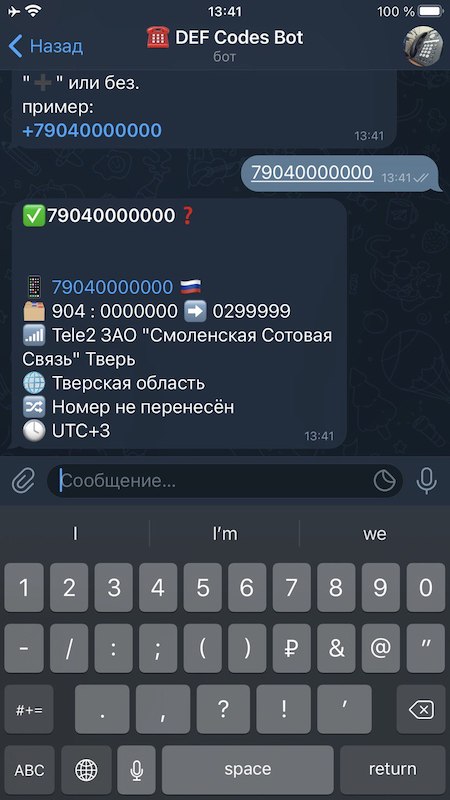 13:41
100 %
Назад
☎️ DEF Codes Bot
бот
"➕" или без.
пример:
+79040000000
13:41
79040000000 13:41
✅79040000000❓
📱 79040000000 🇷🇺
🗂 904 : 0000000 ➡️ 0299999
📶 Tele2 ЗАО "Смоленская Сотовая
Связь" Тверь
🌐 Тверская область
🔀 Номер не перенесён
🕓 UTC+3
13:41
Сообщение...
I I'm we
1 2 3 4 5 6 7 8 9 0
- / : ; ( ) ₽ & @ "
#+= . , ? ! '
ABC space return